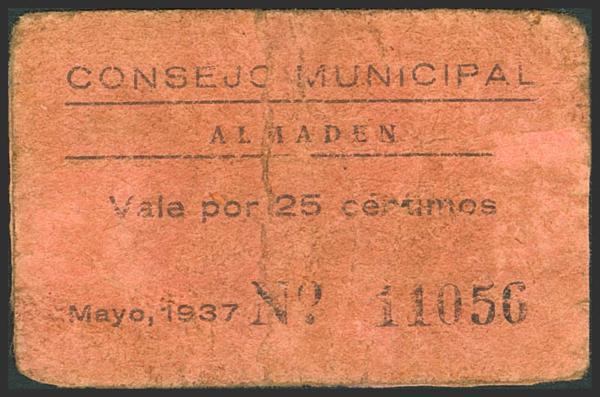 CONSEJO MUNICIPAL
ALMADEN
Vale por 25 céntimos
Mayo, 1937 Nº 11056